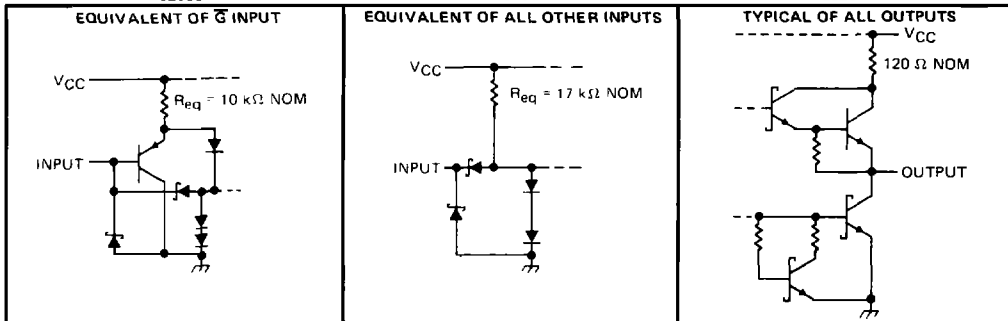 EQUIVALENT OF G̅ INPUT
VCC
Req = 10 kΩ NOM
INPUT
EQUIVALENT OF ALL OTHER INPUTS
VCC
Req = 17 kΩ NOM
INPUT
TYPICAL OF ALL OUTPUTS
VCC
120 Ω NOM
OUTPUT